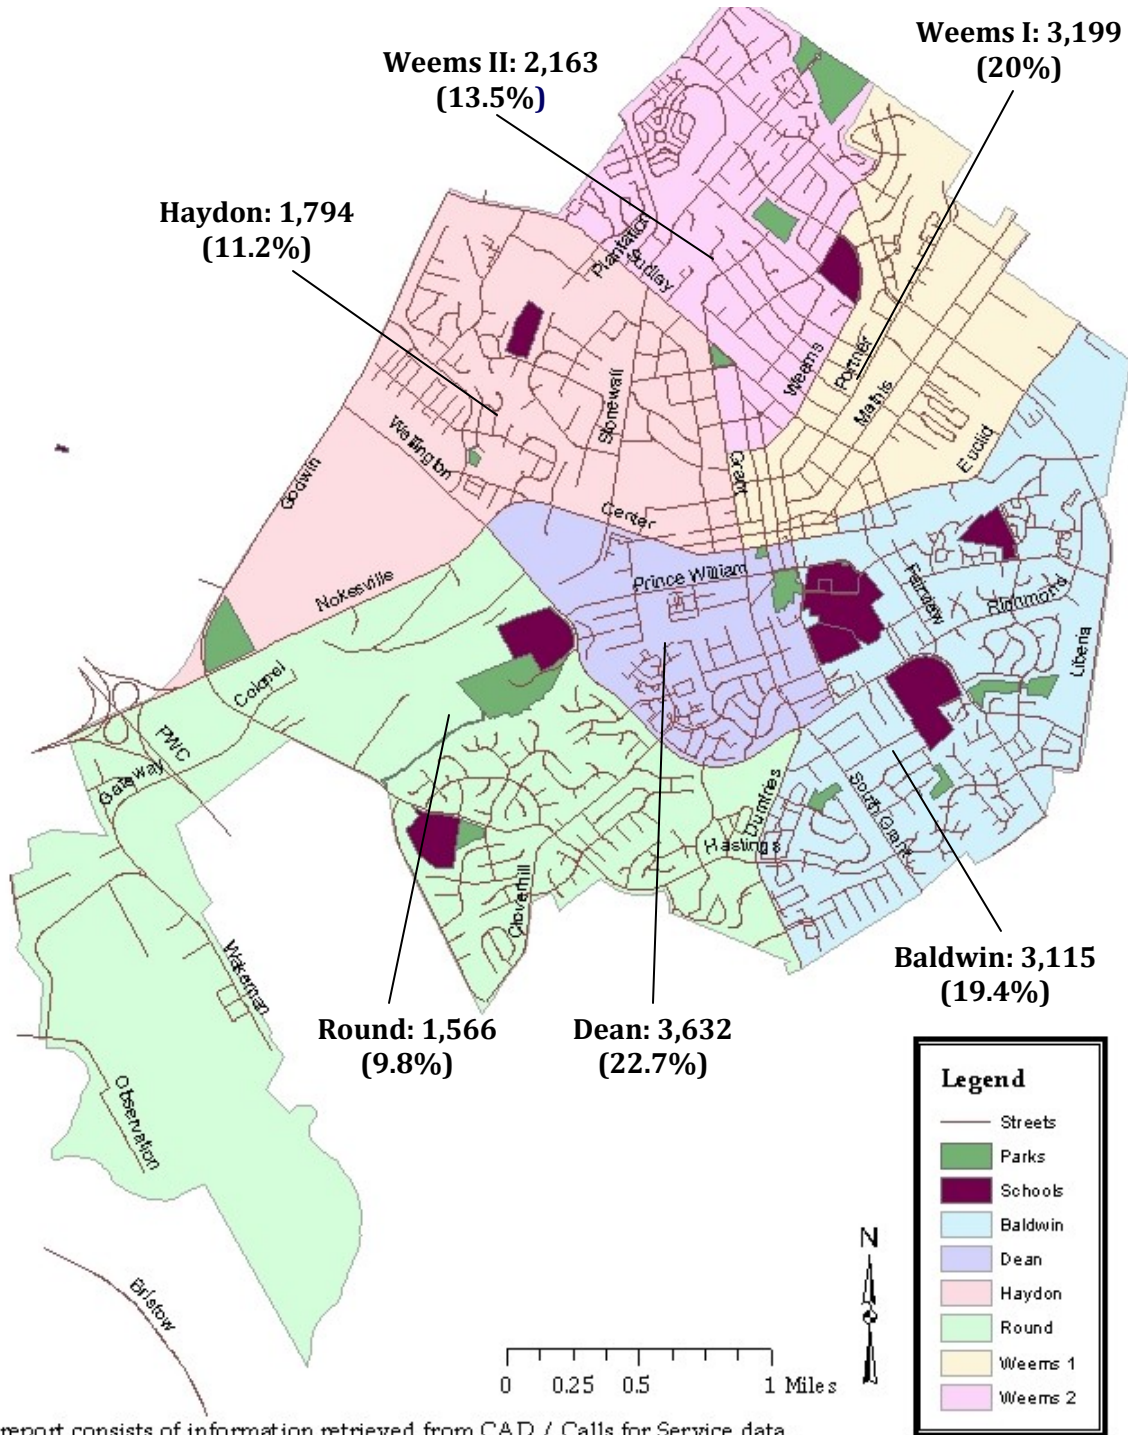 Weems I: 3,199
(20%)
Weems II: 2,163
(13.5%)
Haydon: 1,794
(11.2%)
Plantation
Sudley
Portner
Weems
Mathis
Stonewall
Wellington
Euclid
Grant
Godwin
Center
Prince William
Nokesville
Fairview
Richmond
Liberia
Colonel
PWC
Gateway
Dumfries
South Grant
Hastings
Cloverhill
Wakeman
Baldwin: 3,115
(19.4%)
Round: 1,566
(9.8%)
Dean: 3,632
(22.7%)
Observation
Bristow
Legend
Streets
Parks
Schools
Baldwin
Dean
Haydon
Round
Weems 1
Weems 2
N
0 0.25 0.5 1 Miles
report consists of information retrieved from CAD / Calls for Service data